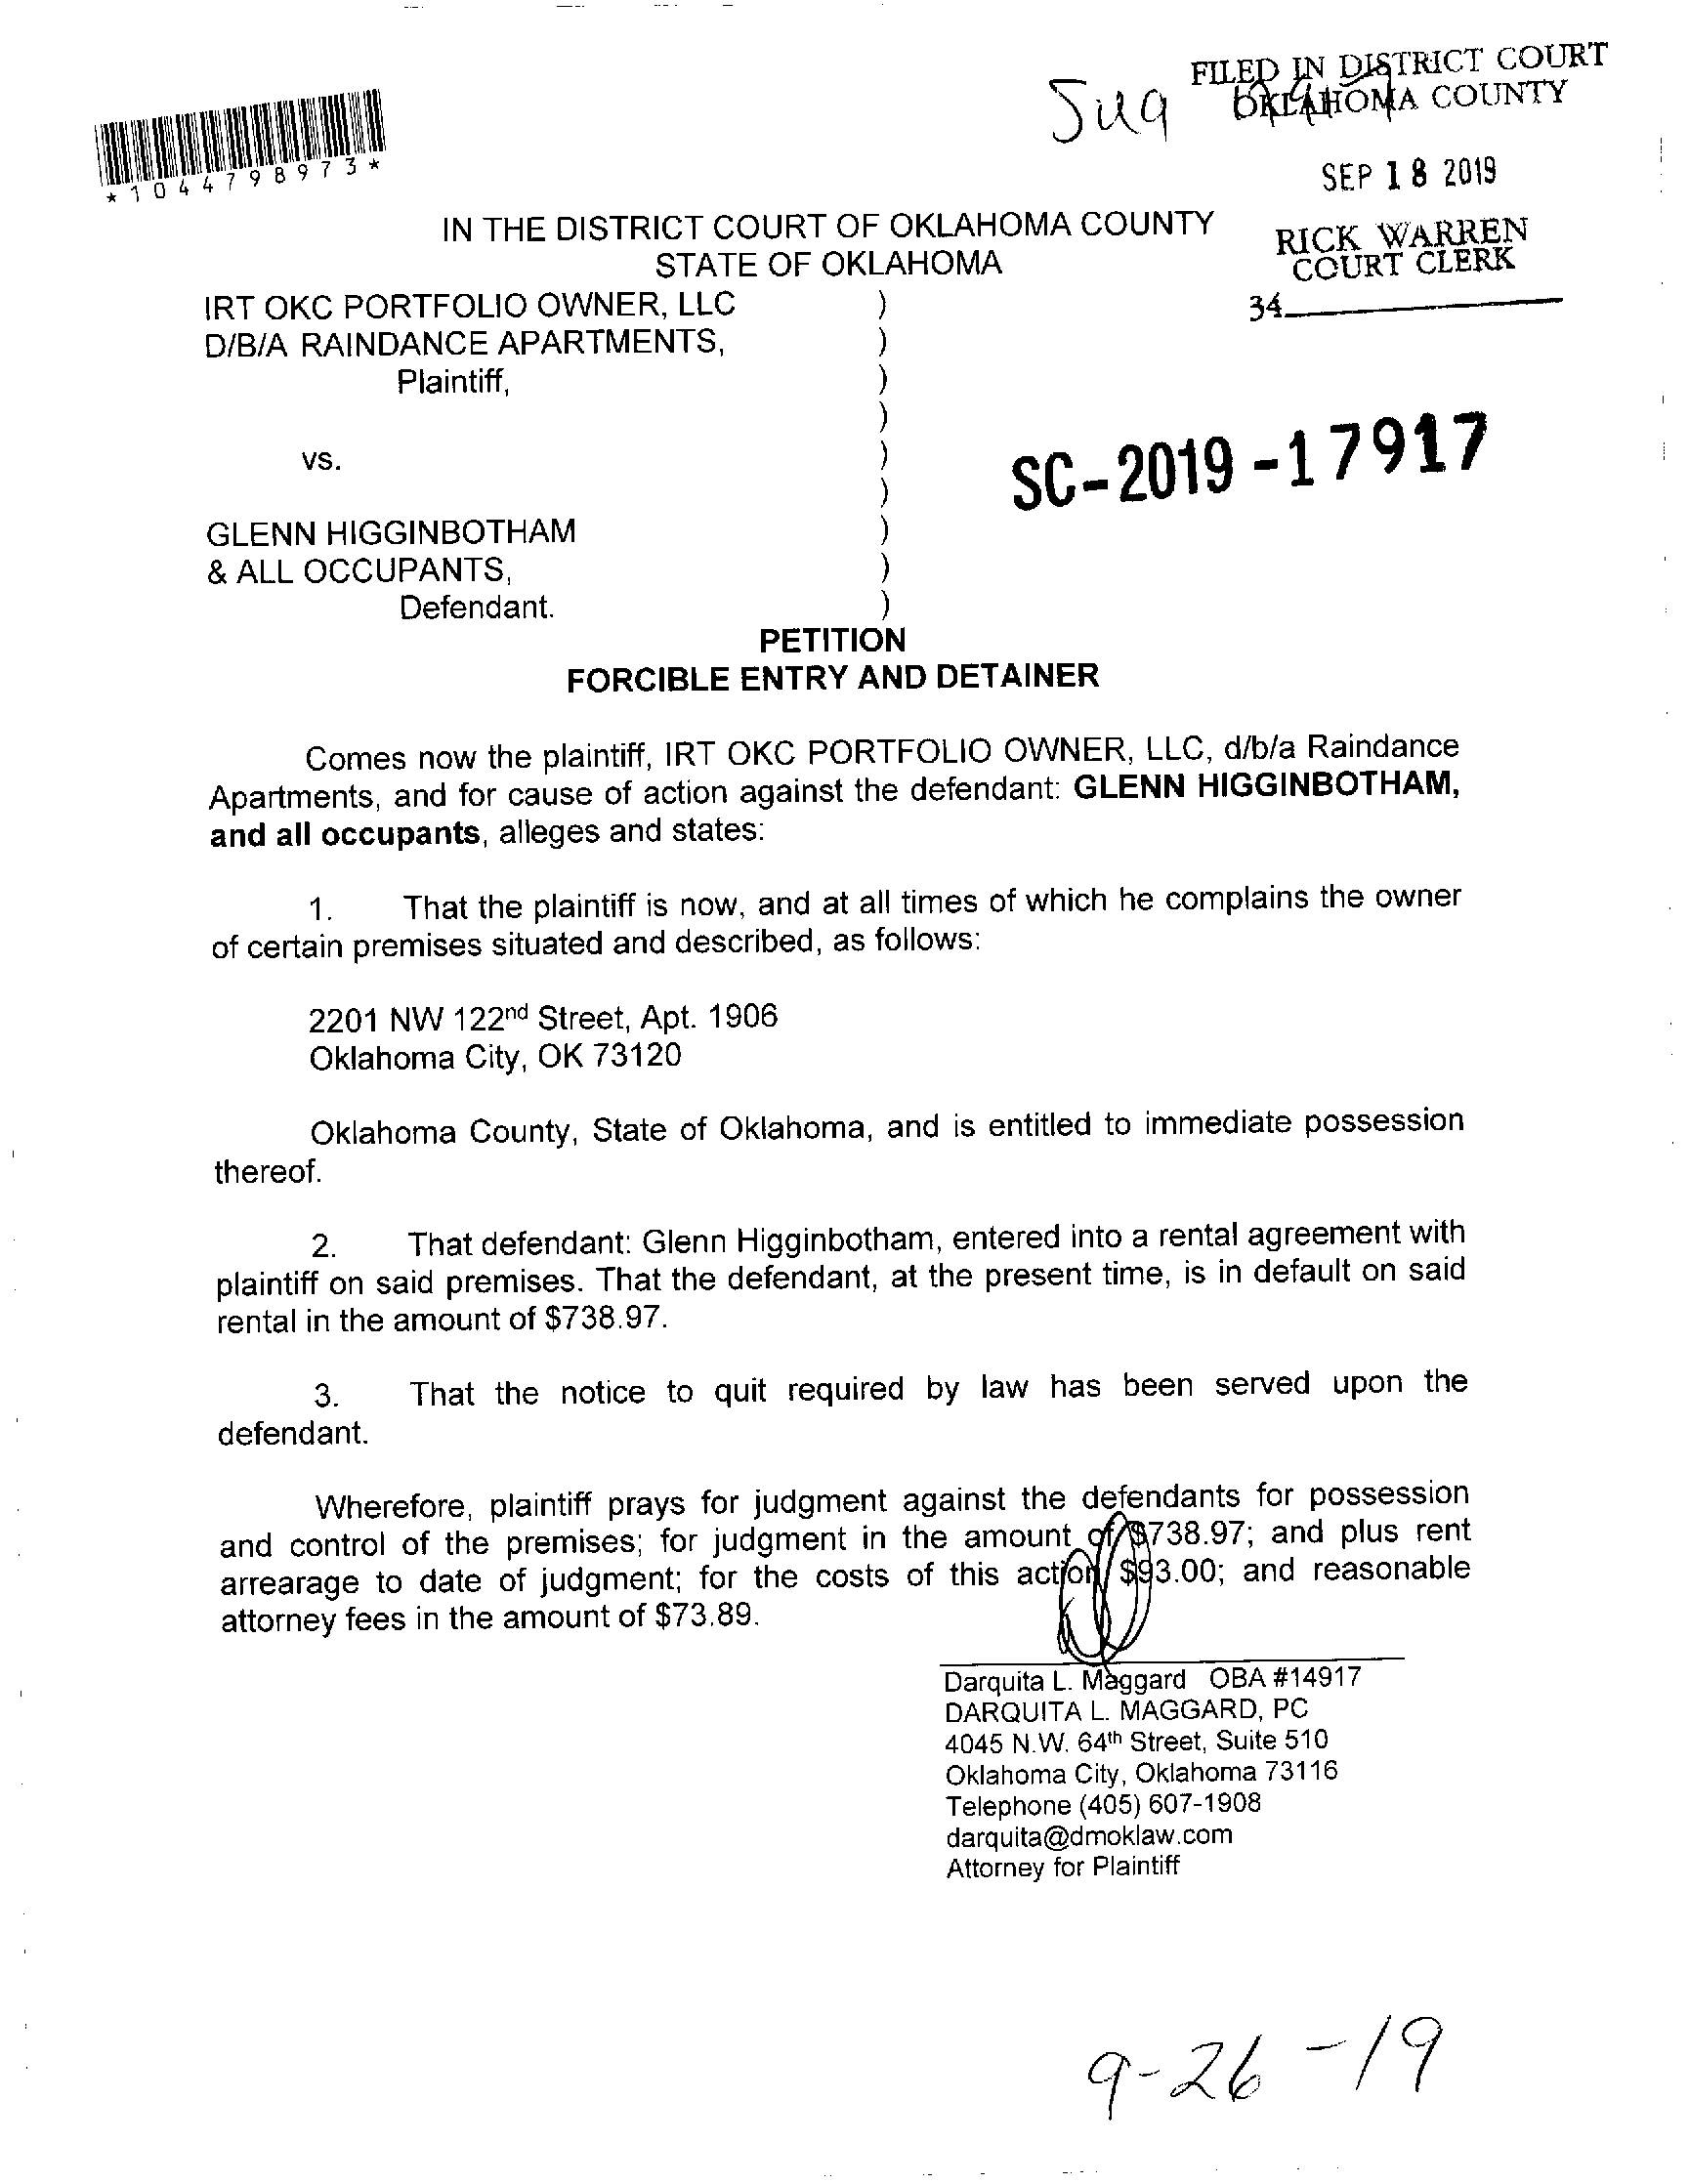 FILED IN DISTRICT COURT
OKLAHOMA COUNTY
*1044798973*
SEP 18 2019
IN THE DISTRICT COURT OF OKLAHOMA COUNTY
STATE OF OKLAHOMA
RICK WARREN
COURT CLERK
34
IRT OKC PORTFOLIO OWNER, LLC )
D/B/A RAINDANCE APARTMENTS, )
Plaintiff, )
)
vs. )
)
SC-2019-17917
GLENN HIGGINBOTHAM )
& ALL OCCUPANTS, )
Defendant. )
PETITION
FORCIBLE ENTRY AND DETAINER
Comes now the plaintiff, IRT OKC PORTFOLIO OWNER, LLC, d/b/a Raindance
Apartments, and for cause of action against the defendant: GLENN HIGGINBOTHAM,
and all occupants, alleges and states:
1. That the plaintiff is now, and at all times of which he complains the owner
of certain premises situated and described, as follows:
2201 NW 122nd Street, Apt. 1906
Oklahoma City, OK 73120
Oklahoma County, State of Oklahoma, and is entitled to immediate possession
thereof.
2. That defendant: Glenn Higginbotham, entered into a rental agreement with
plaintiff on said premises. That the defendant, at the present time, is in default on said
rental in the amount of $738.97.
3. That the notice to quit required by law has been served upon the
defendant.
Wherefore, plaintiff prays for judgment against the defendants for possession
and control of the premises; for judgment in the amount of $738.97; and plus rent
arrearage to date of judgment; for the costs of this action $93.00; and reasonable
attorney fees in the amount of $73.89.
Darquita L. Maggard OBA #14917
DARQUITA L. MAGGARD, PC
4045 N.W. 64th Street, Suite 510
Oklahoma City, Oklahoma 73116
Telephone (405) 607-1908
darquita@dmoklaw.com
Attorney for Plaintiff
9-26-19